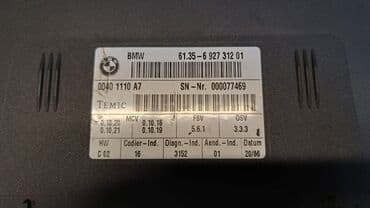 BMW 61.35-6 927 312 01
0040 1110 A7 SN-Nr. 000077469
TEMIC
MCV FSV OSV
0.10.20 0.10.18
0.10.21 0.10.19 5.6.1 3.3.3
HW Codier-Ind. Diagn.-Ind. Aend.-Ind. Datum
C 02 16 3152 01 20/06